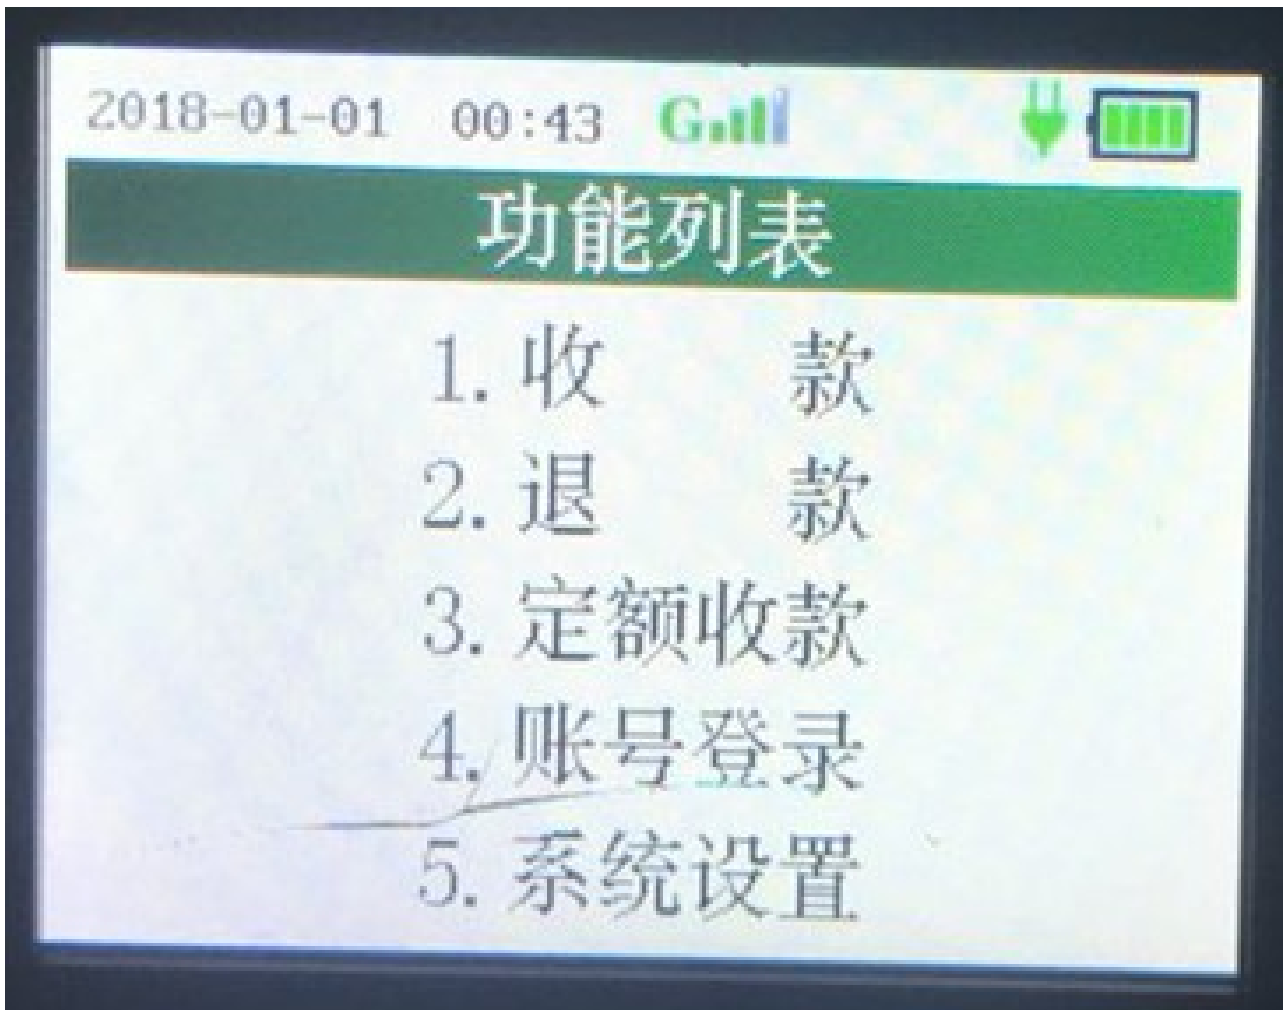 2018-01-01 00:43 G
功能列表
1. 收 款
2. 退 款
3. 定额收款
4. 账号登录
5. 系统设置